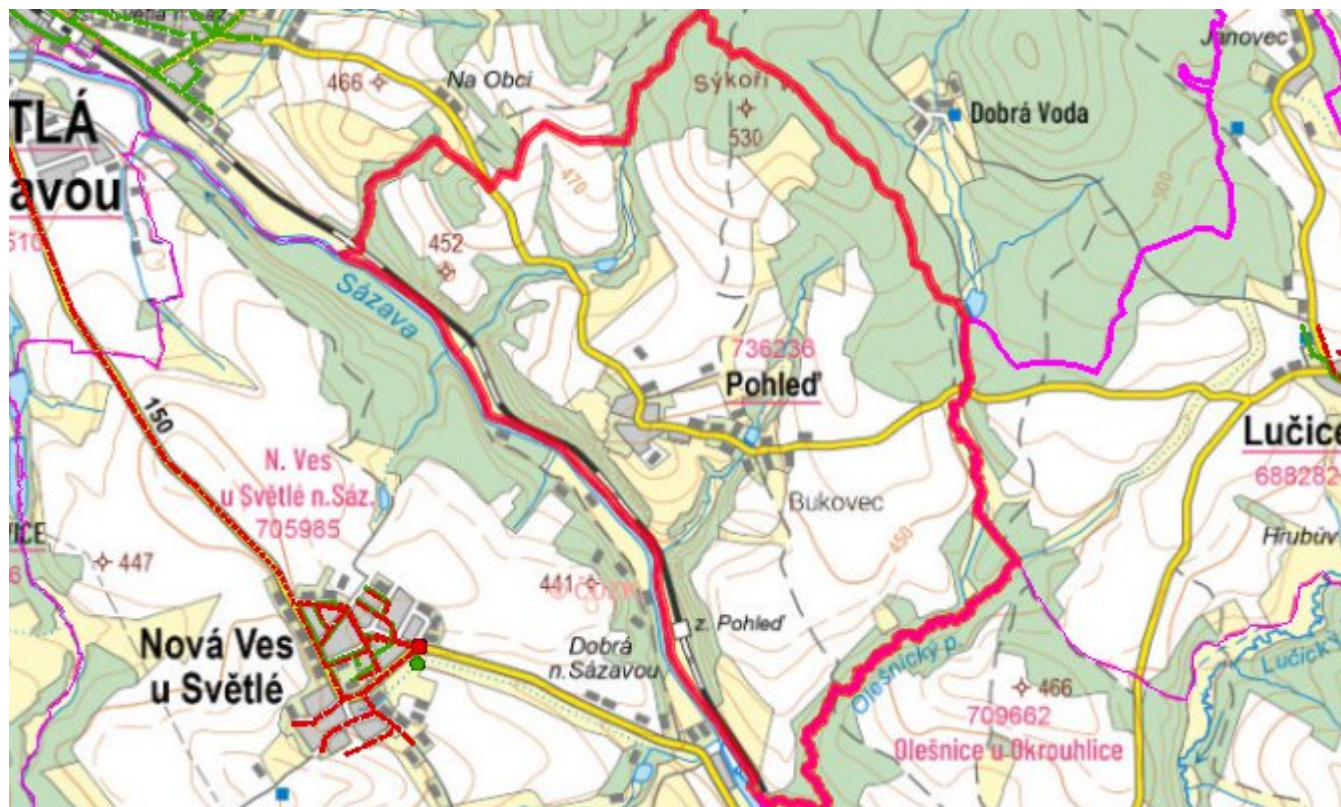 Janovec
Na Obci
466
Sýkoří v
530
Dobrá Voda
TLÁ
avou
510
470
500
452
Sázava
736236
Pohleď
150
Lučice
688282
N. Ves
u Světlé n.Sáz.
705985
Bukovec
450
Hrubův
447
441
z. Pohleď
Nová Ves
u Světlé
Dobrá
n.Sázavou
Olešnický p.
Lučick
466
709662
Olešnice u Okrouhlice